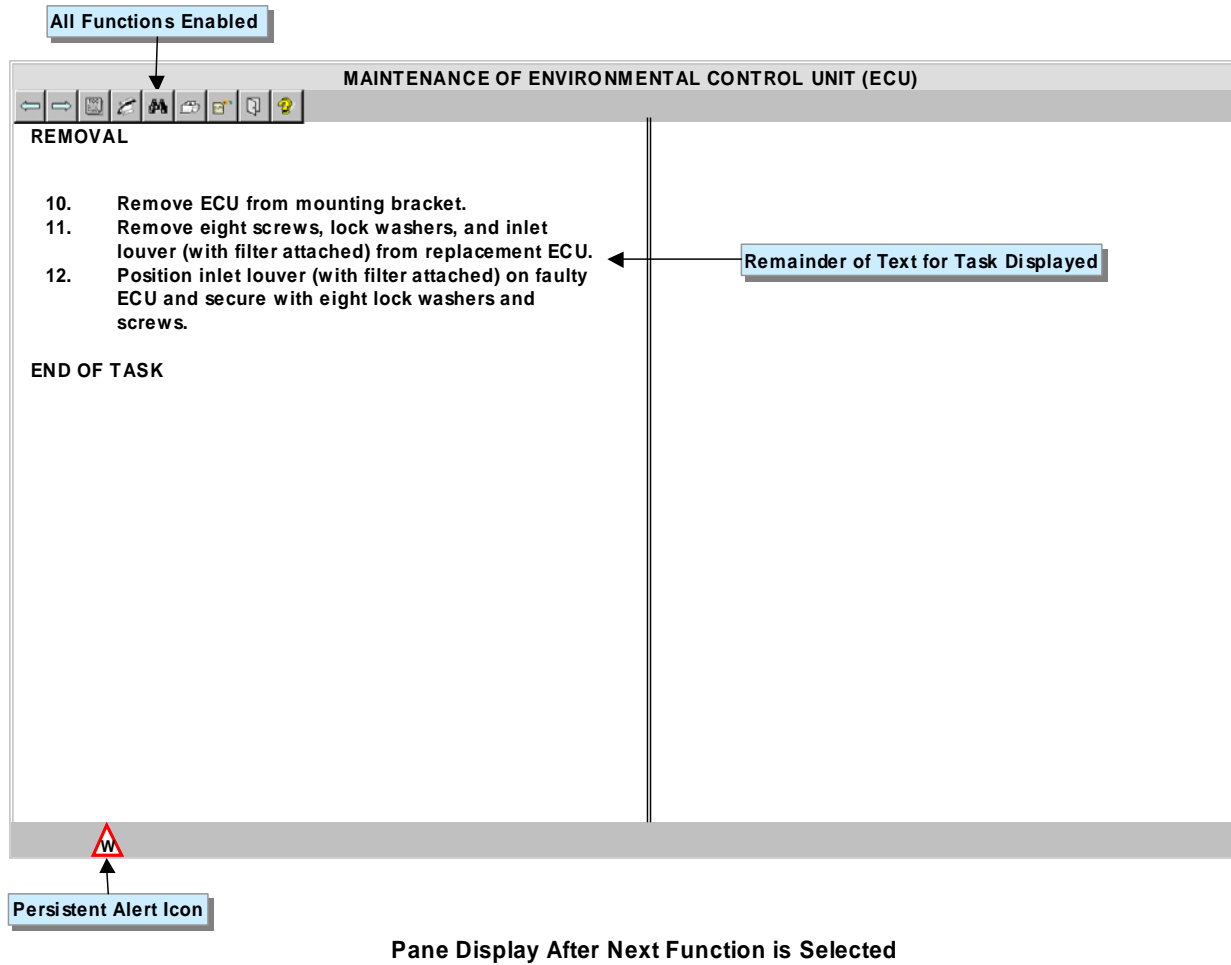 All Functions Enabled
MAINTENANCE OF ENVIRONMENTAL CONTROL UNIT (ECU)
REMOVAL
10. Remove ECU from mounting bracket.
11. Remove eight screws, lock washers, and inlet
louver (with filter attached) from replacement ECU.
12. Position inlet louver (with filter attached) on faulty
ECU and secure with eight lock washers and
screws.
END OF TASK
Remainder of Text for Task Displayed
W
Persistent Alert Icon
Pane Display After Next Function is Selected